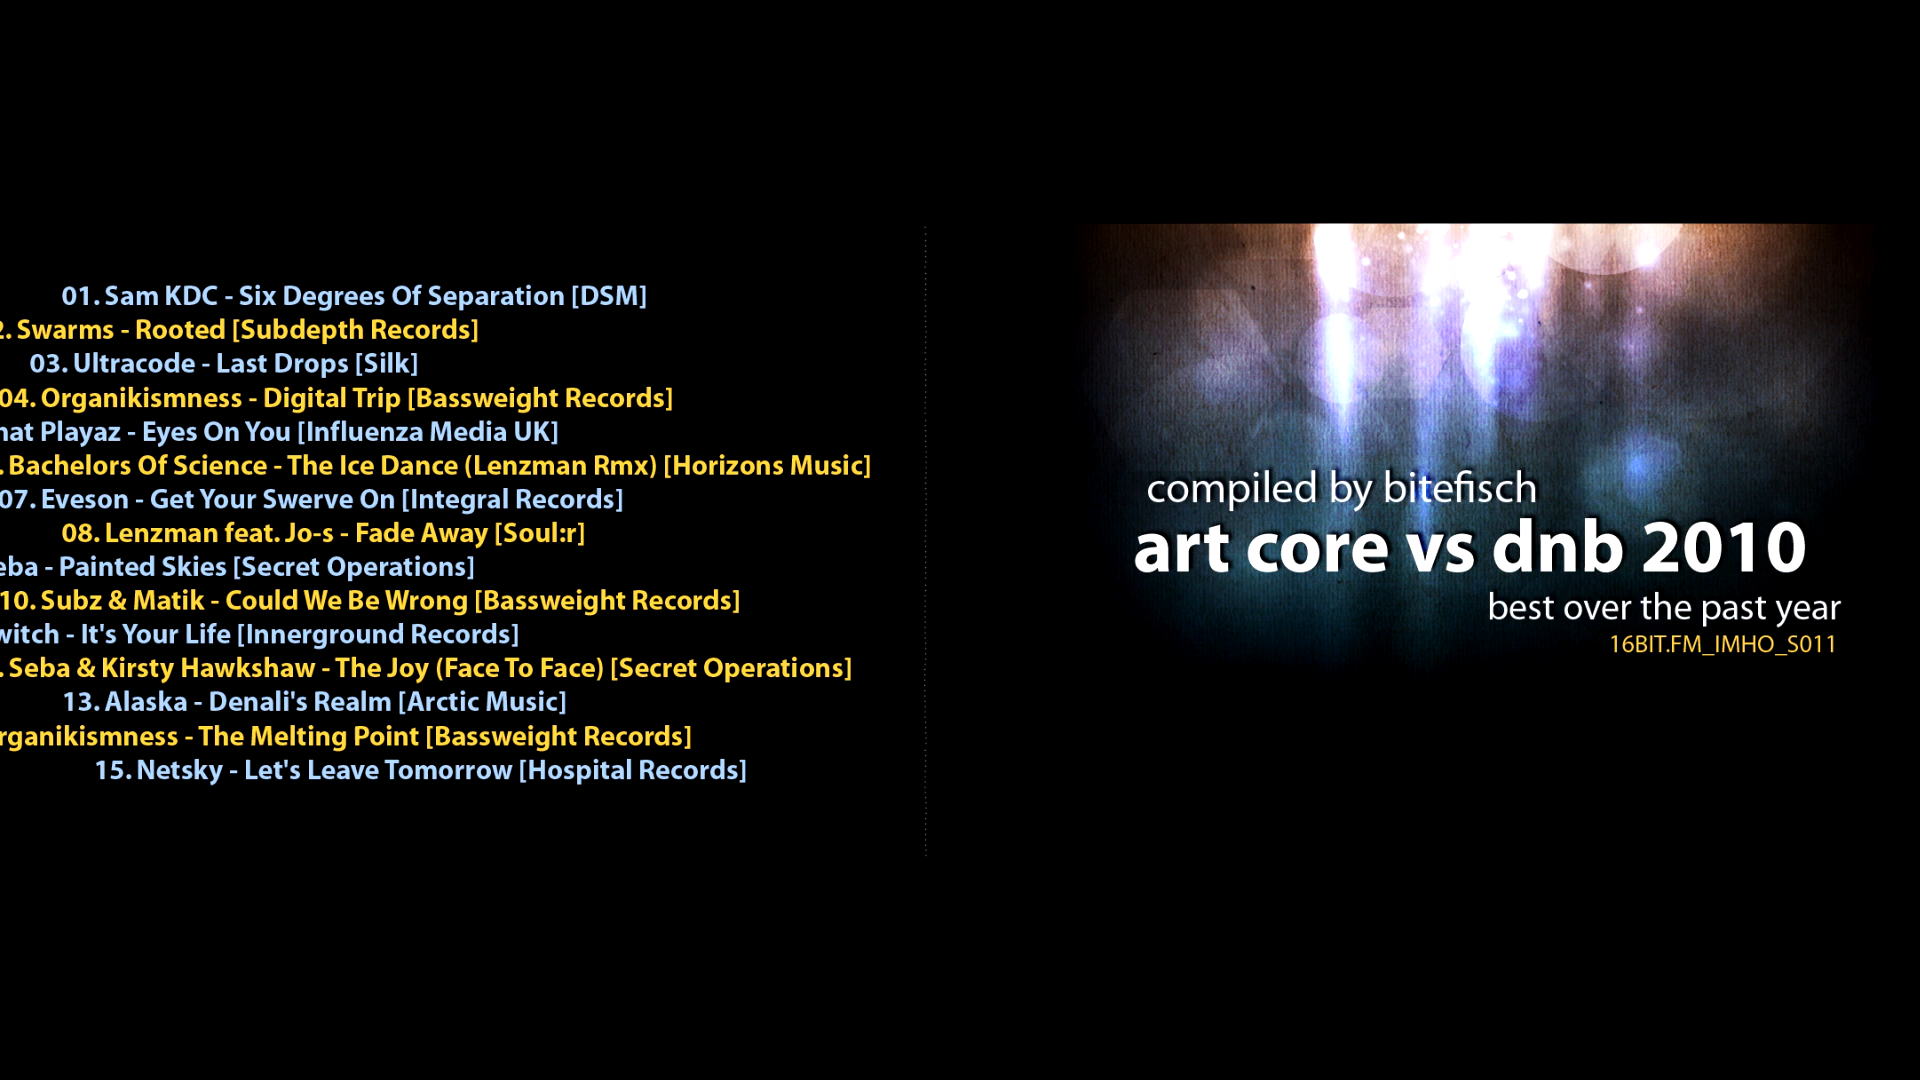 01. Sam KDC - Six Degrees Of Separation [DSM]
2. Swarms - Rooted [Subdepth Records]
03. Ultracode - Last Drops [Silk]
04. Organikismness - Digital Trip [Bassweight Records]
hat Playaz - Eyes On You [Influenza Media UK]
. Bachelors Of Science - The Ice Dance (Lenzman Rmx) [Horizons Music]
07. Eveson - Get Your Swerve On [Integral Records]
08. Lenzman feat. Jo-s - Fade Away [Soul:r]
eba - Painted Skies [Secret Operations]
10. Subz & Matik - Could We Be Wrong [Bassweight Records]
witch - It's Your Life [Innerground Records]
. Seba & Kirsty Hawkshaw - The Joy (Face To Face) [Secret Operations]
13. Alaska - Denali's Realm [Arctic Music]
rganikismness - The Melting Point [Bassweight Records]
15. Netsky - Let's Leave Tomorrow [Hospital Records]
compiled by bitefisch
art core vs dnb 2010
best over the past year
16BIT.FM_IMHO_S011